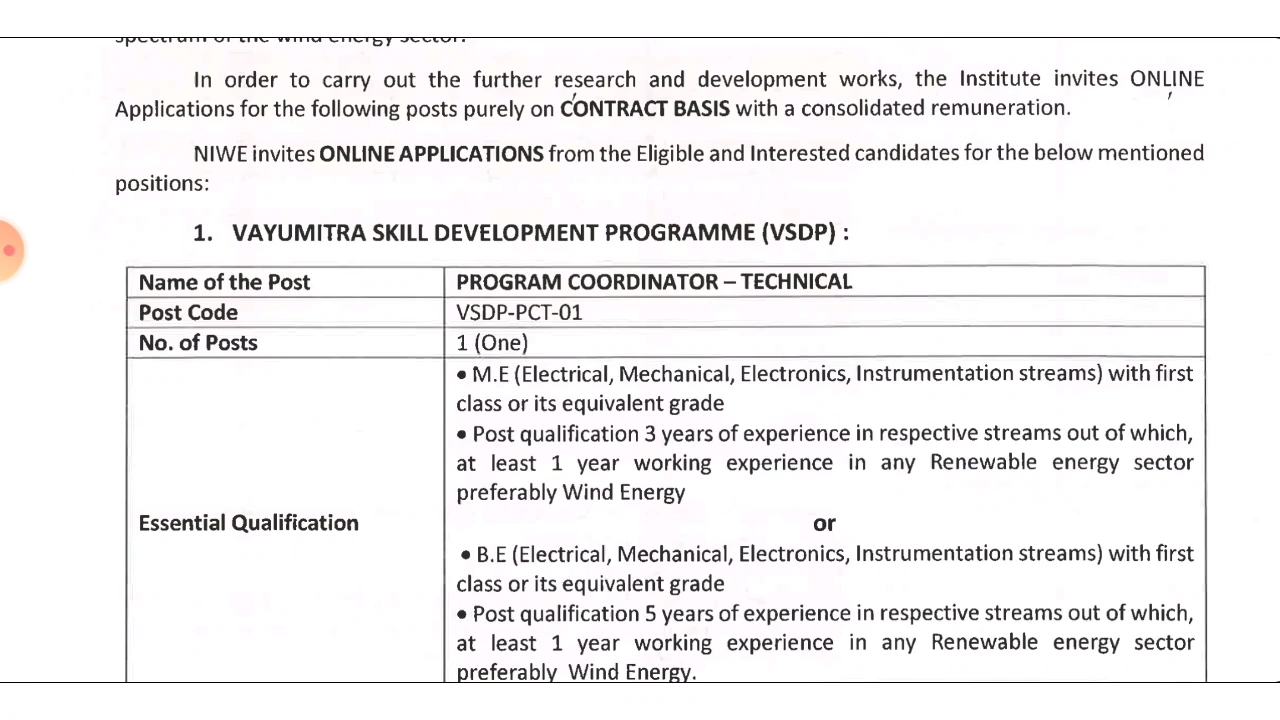 spectrum of the wind energy sector.
In order to carry out the further research and development works, the Institute invites ONLINE
Applications for the following posts purely on CONTRACT BASIS with a consolidated remuneration.
NIWE invites ONLINE APPLICATIONS from the Eligible and Interested candidates for the below mentioned
positions:
1. VAYUMITRA SKILL DEVELOPMENT PROGRAMME (VSDP) :
Name of the Post PROGRAM COORDINATOR – TECHNICAL
Post Code VSDP-PCT-01
No. of Posts 1 (One)
• M.E (Electrical, Mechanical, Electronics, Instrumentation streams) with first
class or its equivalent grade
• Post qualification 3 years of experience in respective streams out of which,
at least 1 year working experience in any Renewable energy sector
preferably Wind Energy
Essential Qualification or
• B.E (Electrical, Mechanical, Electronics, Instrumentation streams) with first
class or its equivalent grade
• Post qualification 5 years of experience in respective streams out of which,
at least 1 year working experience in any Renewable energy sector
preferably Wind Energy.